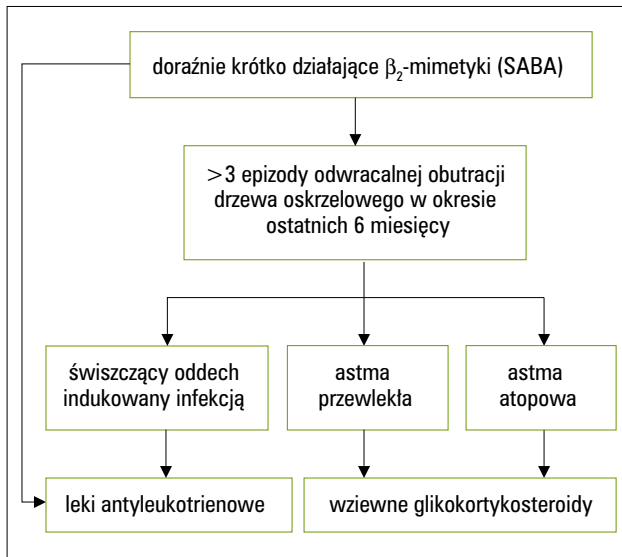 doraźnie krótko działające β₂-mimetyki (SABA)
>3 epizody odwracalnej obutracji
drzewa oskrzelowego w okresie
ostatnich 6 miesięcy
świszczący oddech
indukowany infekcją
astma
przewlekła
astma
atopowa
leki antyleukotrienowe
wziewne glikokortykosteroidy